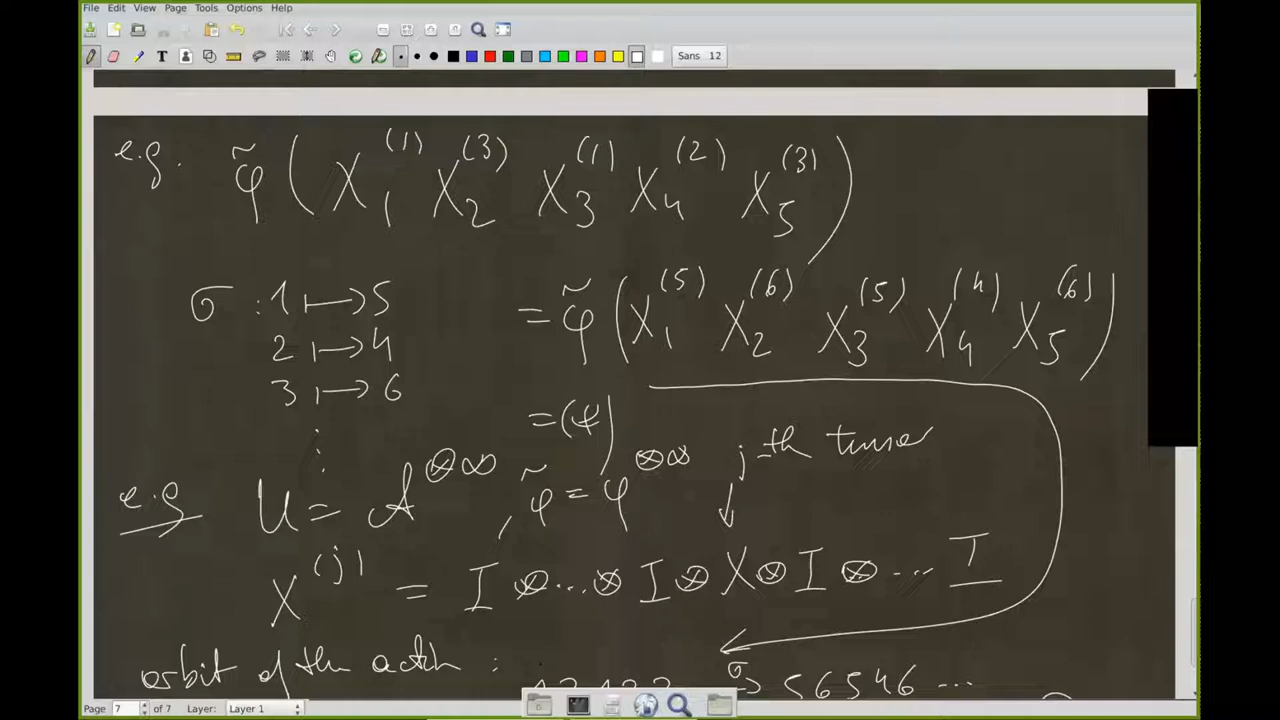 File Edit View Page Tools Options Help
Sans 12
e.g. φ̃ ( X₁⁽¹⁾ X₂⁽³⁾ X₃⁽¹⁾ X₄⁽²⁾ X₅⁽³⁾ )
σ : 1 ↦ 5 = φ̃ ( X₁⁽⁵⁾ X₂⁽⁶⁾ X₃⁽⁵⁾ X₄⁽⁴⁾ X₅⁽⁶⁾ )
2 ↦ 4
3 ↦ 6
⋮ j-th tensor
e.g U = A^⊗∞ , φ̃ = φ^⊗∞
X⁽ʲ⁾ = I ⊗ ... ⊗ I ⊗ X ⊗ I ⊗ ... I
orbit of the action : σ→ 56546 ...
Page 7 of 7 Layer: Layer 1